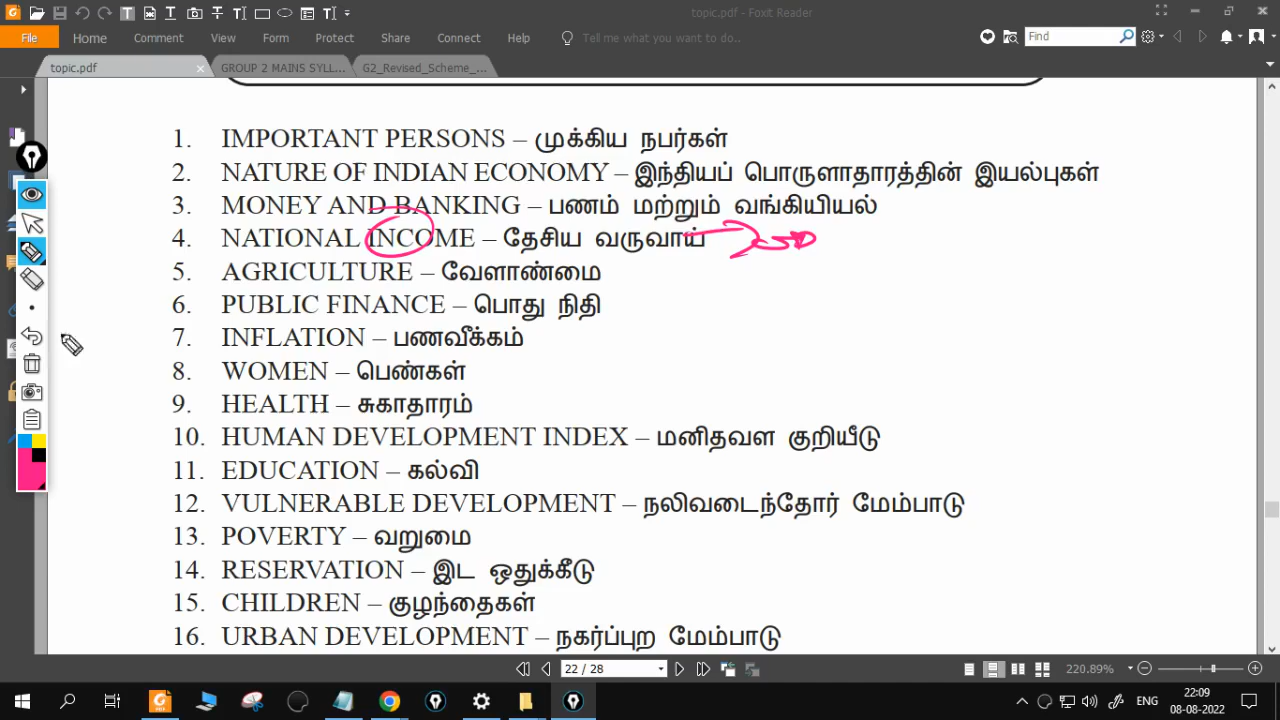 topic.pdf - Foxit Reader
File Home Comment View Form Protect Share Connect Help Tell me what you want to do.. Find
topic.pdf GROUP 2 MAINS SYLL... G2_Revised_Scheme_...
1. IMPORTANT PERSONS – முக்கிய நபர்கள்
2. NATURE OF INDIAN ECONOMY – இந்தியப் பொருளாதாரத்தின் இயல்புகள்
3. MONEY AND BANKING – பணம் மற்றும் வங்கியியல்
4. NATIONAL INCOME – தேசிய வருவாய்
5. AGRICULTURE – வேளாண்மை
6. PUBLIC FINANCE – பொது நிதி
7. INFLATION – பணவீக்கம்
8. WOMEN – பெண்கள்
9. HEALTH – சுகாதாரம்
10. HUMAN DEVELOPMENT INDEX – மனிதவள குறியீடு
11. EDUCATION – கல்வி
12. VULNERABLE DEVELOPMENT – நலிவடைந்தோர் மேம்பாடு
13. POVERTY – வறுமை
14. RESERVATION – இட ஒதுக்கீடு
15. CHILDREN – குழந்தைகள்
16. URBAN DEVELOPMENT – நகர்ப்புற மேம்பாடு
22 / 28 220.89%
ENG 22:09
08-08-2022